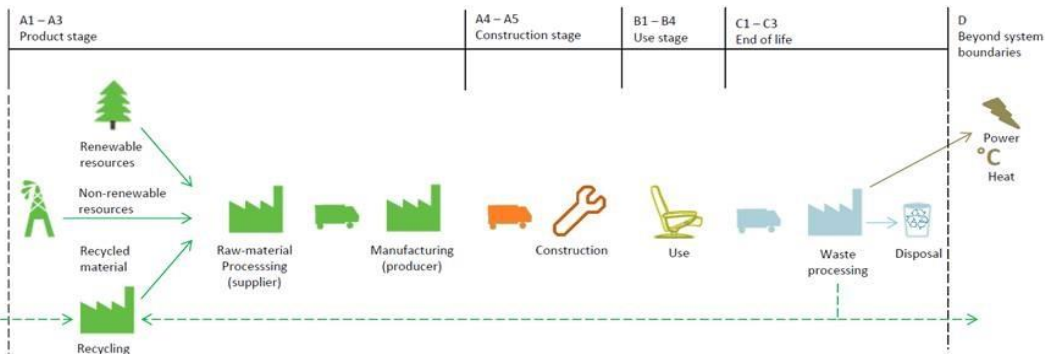 A1 – A3
Product stage
A4 – A5
Construction stage
B1 – B4
Use stage
C1 – C3
End of life
D
Beyond system
boundaries
Renewable
resources
Non-renewable
resources
Recycled
material
Recycling
Raw-material
Processsing
(supplier)
Manufacturing
(producer)
Construction
Use
Waste
processing
Disposal
Power
°C
Heat